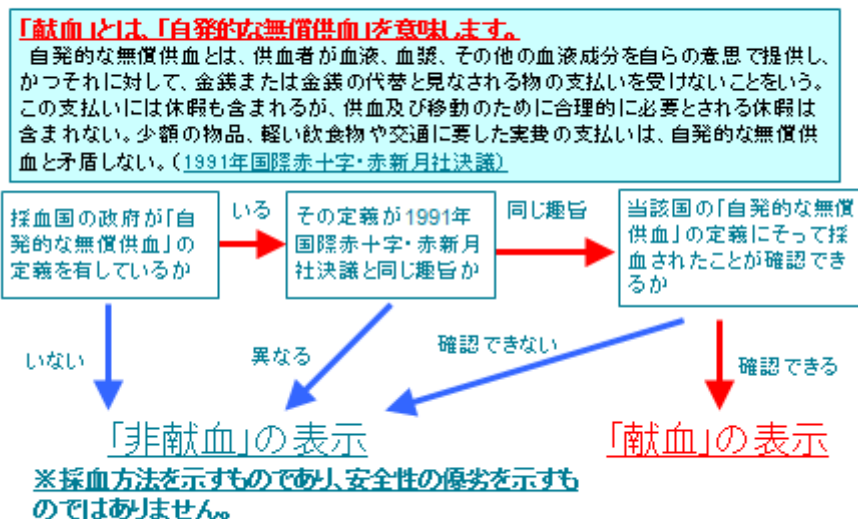 「献血」とは、「自発的な無償供血」を意味します。
自発的な無償供血とは、供血者が血液、血漿、その他の血液成分を自らの意思で提供し、
かつそれに対して、金銭または金銭の代替と見なされる物の支払いを受けないことをいう。
この支払いには休暇も含まれるが、供血及び移動のために合理的に必要とされる休暇は
含まれない。少額の物品、軽い飲食物や交通に要した実費の支払いは、自発的な無償供
血と矛盾しない。(1991年国際赤十字・赤新月社決議)
採血国の政府が「自
発的な無償供血」の
定義を有しているか
いる
その定義が1991年
国際赤十字・赤新月
社決議と同じ趣旨か
同じ趣旨
当該国の「自発的な無償
供血」の定義にそって採
血されたことが確認でき
るか
いない
異なる
確認できない
確認できる
「非献血」の表示
「献血」の表示
※採血方法を示すものであり、安全性の優劣を示すも
のではありません。